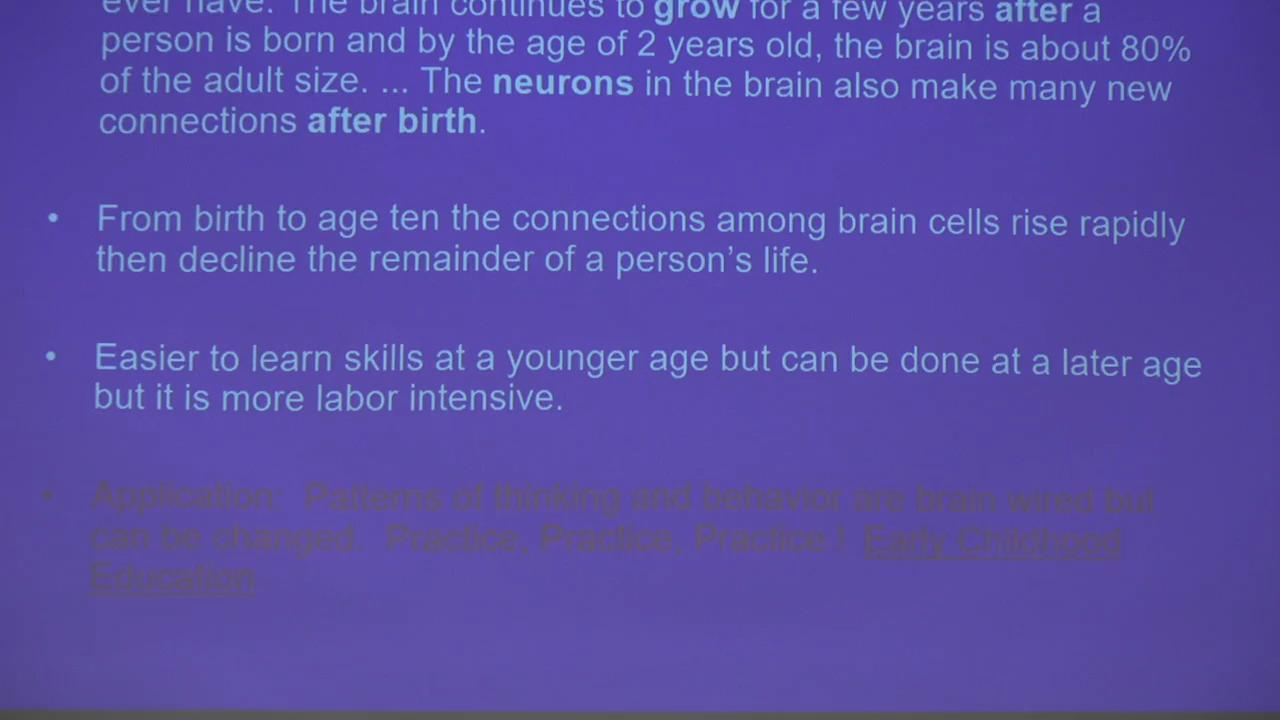 ever have. The brain continues to grow for a few years after a
person is born and by the age of 2 years old, the brain is about 80%
of the adult size. ... The neurons in the brain also make many new
connections after birth.
• From birth to age ten the connections among brain cells rise rapidly
then decline the remainder of a person's life.
• Easier to learn skills at a younger age but can be done at a later age
but it is more labor intensive.
• Application: Patterns of thinking and behavior are brain wired but
can be changed. Practice, Practice, Practice ! Early Childhood
Education